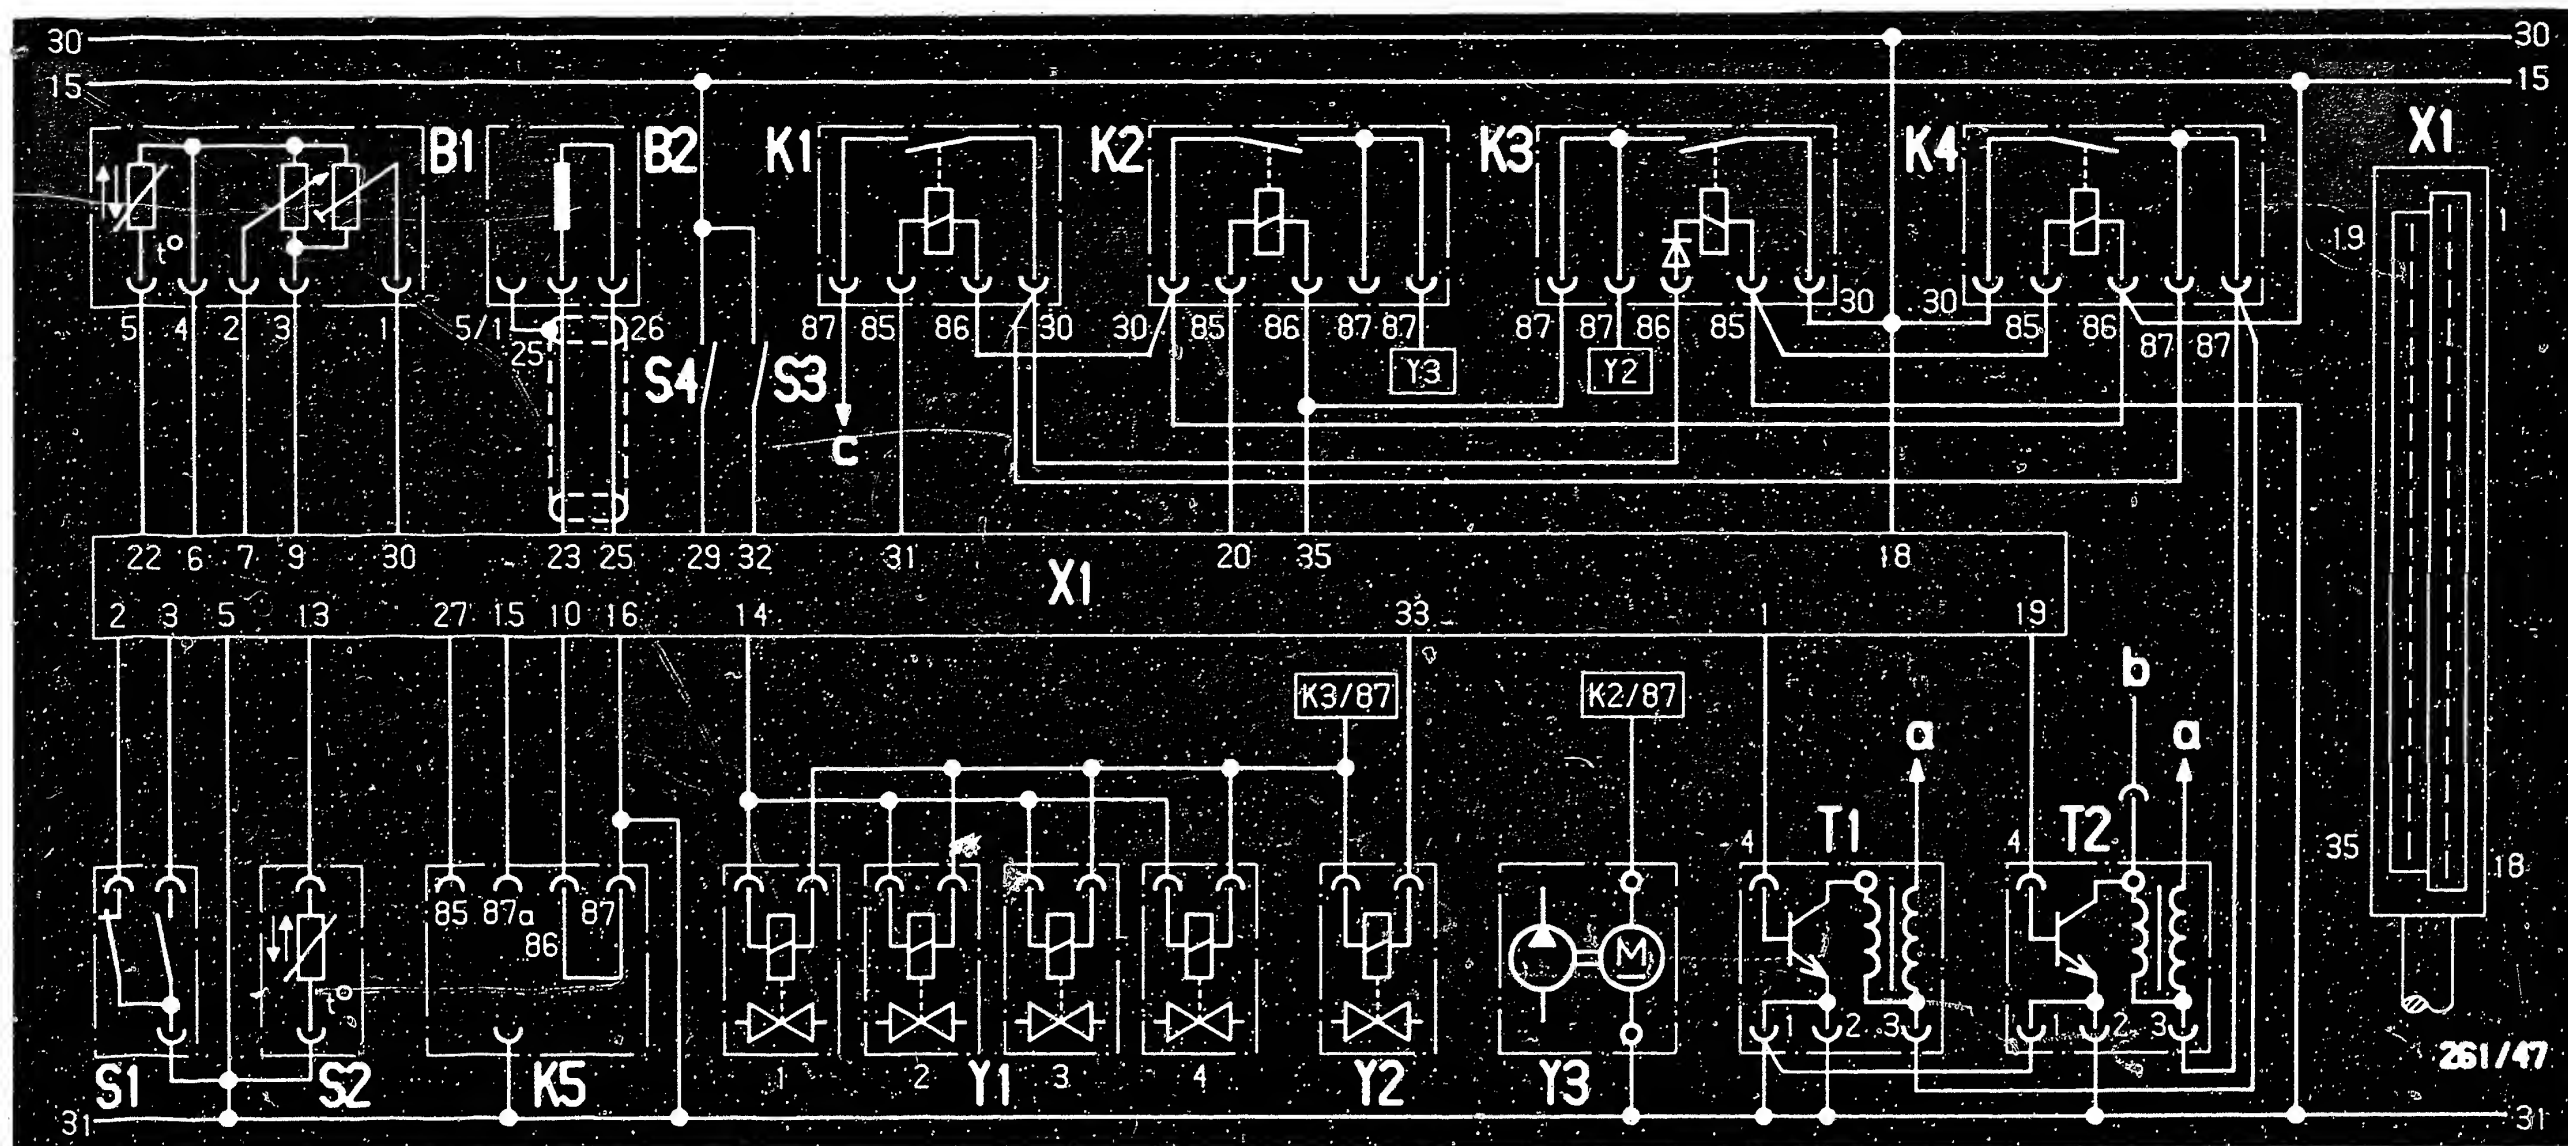 30 30
15 15
B1 B2 K1 K2 K3 K4 X1
t°
19 1
30 30
5 4 2 3 1 5/1 26 87 85 86 30 30 85 86 87 87 87 87 86 85 85 86 87 87
25
S4 S3 Y3 Y2
c
22 6 7 9 30 23 25 29 32 31 20 35 18
X1
2 3 5 13 27 15 10 16 14 33 1 19
b
K3/87 K2/87
a a
4 T1 4 T2
35 18
85 87a 87
86
M
t°
1 2 3 1 2 3
261/47
S1 S2 K5 1 2 Y1 3 4 Y2 Y3
31 31